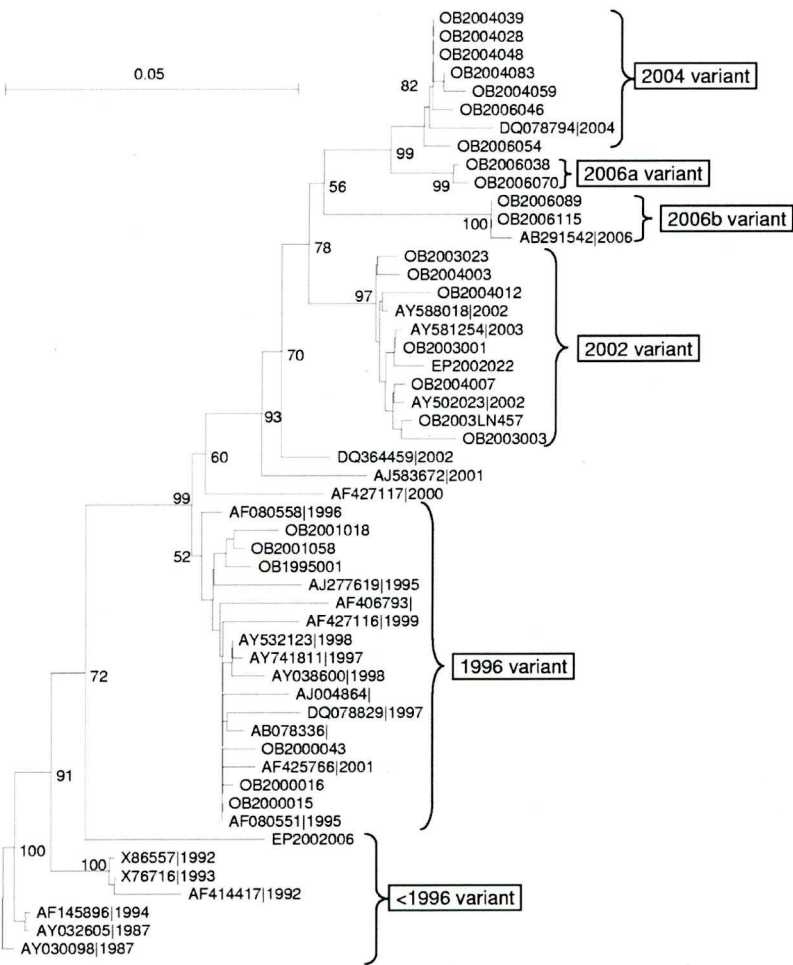 OB2004039
OB2004028
OB2004048
0.05
OB2004083
2004 variant
82
OB2004059
OB2006046
DQ078794|2004
OB2006054
99
OB2006038
56
99
OB2006070
2006a variant
OB2006089
OB2006115
2006b variant
100
AB291542|2006
78
OB2003023
OB2004003
97
OB2004012
AY588018|2002
AY581254|2003
OB2003001
2002 variant
70
EP2002022
OB2004007
AY502023|2002
93
OB2003LN457
OB2003003
60
DQ364459|2002
AJ583672|2001
99
AF427117|2000
AF080558|1996
OB2001018
52
OB2001058
OB1995001
AJ277619|1995
AF406793|
AF427116|1999
AY532123|1998
AY741811|1997
1996 variant
72
AY038600|1998
AJ004864|
DQ078829|1997
AB078336|
OB2000043
91
AF425766|2001
OB2000016
OB2000015
AF080551|1995
EP2002006
100
100
X86557|1992
X76716|1993
AF414417|1992
<1996 variant
AF145896|1994
AY032605|1987
AY030098|1987